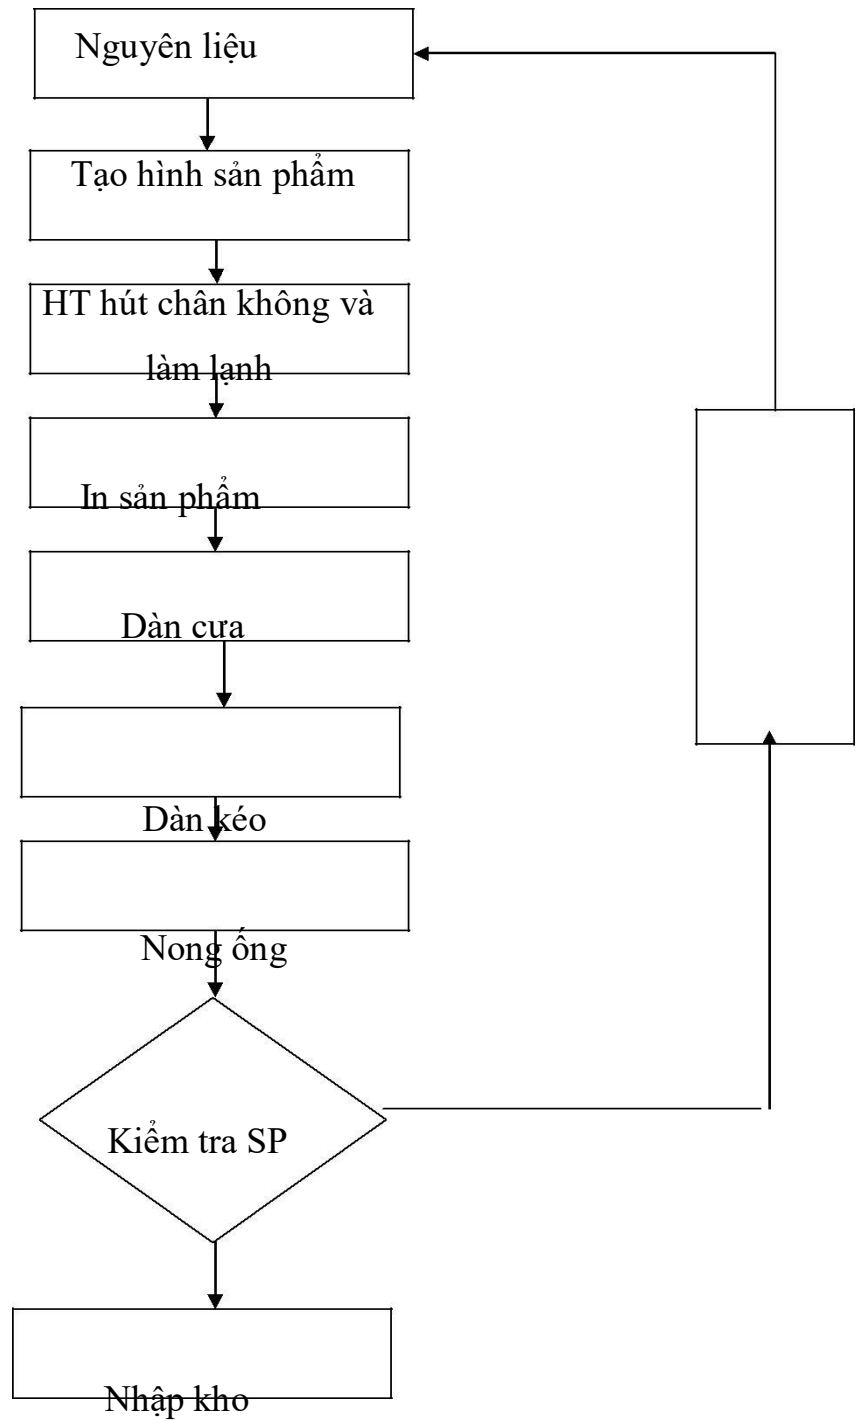 Nguyên liệu
Tạo hình sản phẩm
HT hút chân không và
làm lạnh
In sản phẩm
Dàn cưa
Dàn kéo
Nong ống
Kiểm tra SP
Nhập kho